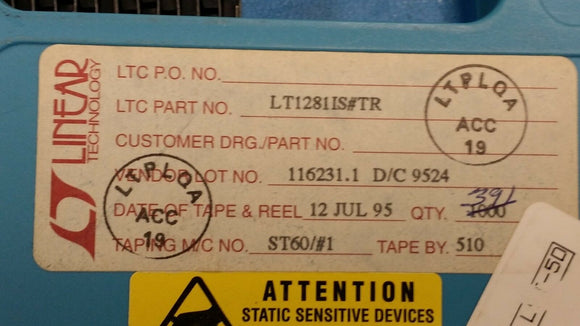 LINEAR
TECHNOLOGY
LTC P.O. NO.
LTC PART NO. LT1281IS#TR
CUSTOMER DRG./PART NO.
VENDOR LOT NO. 116231.1 D/C 9524
DATE OF TAPE & REEL 12 JUL 95 QTY. 1000 391
TAPING M/C NO. ST60/#1 TAPE BY. 510
LTPLQA
ACC
19
LTPLQA
ACC
19
ATTENTION
STATIC SENSITIVE DEVICES